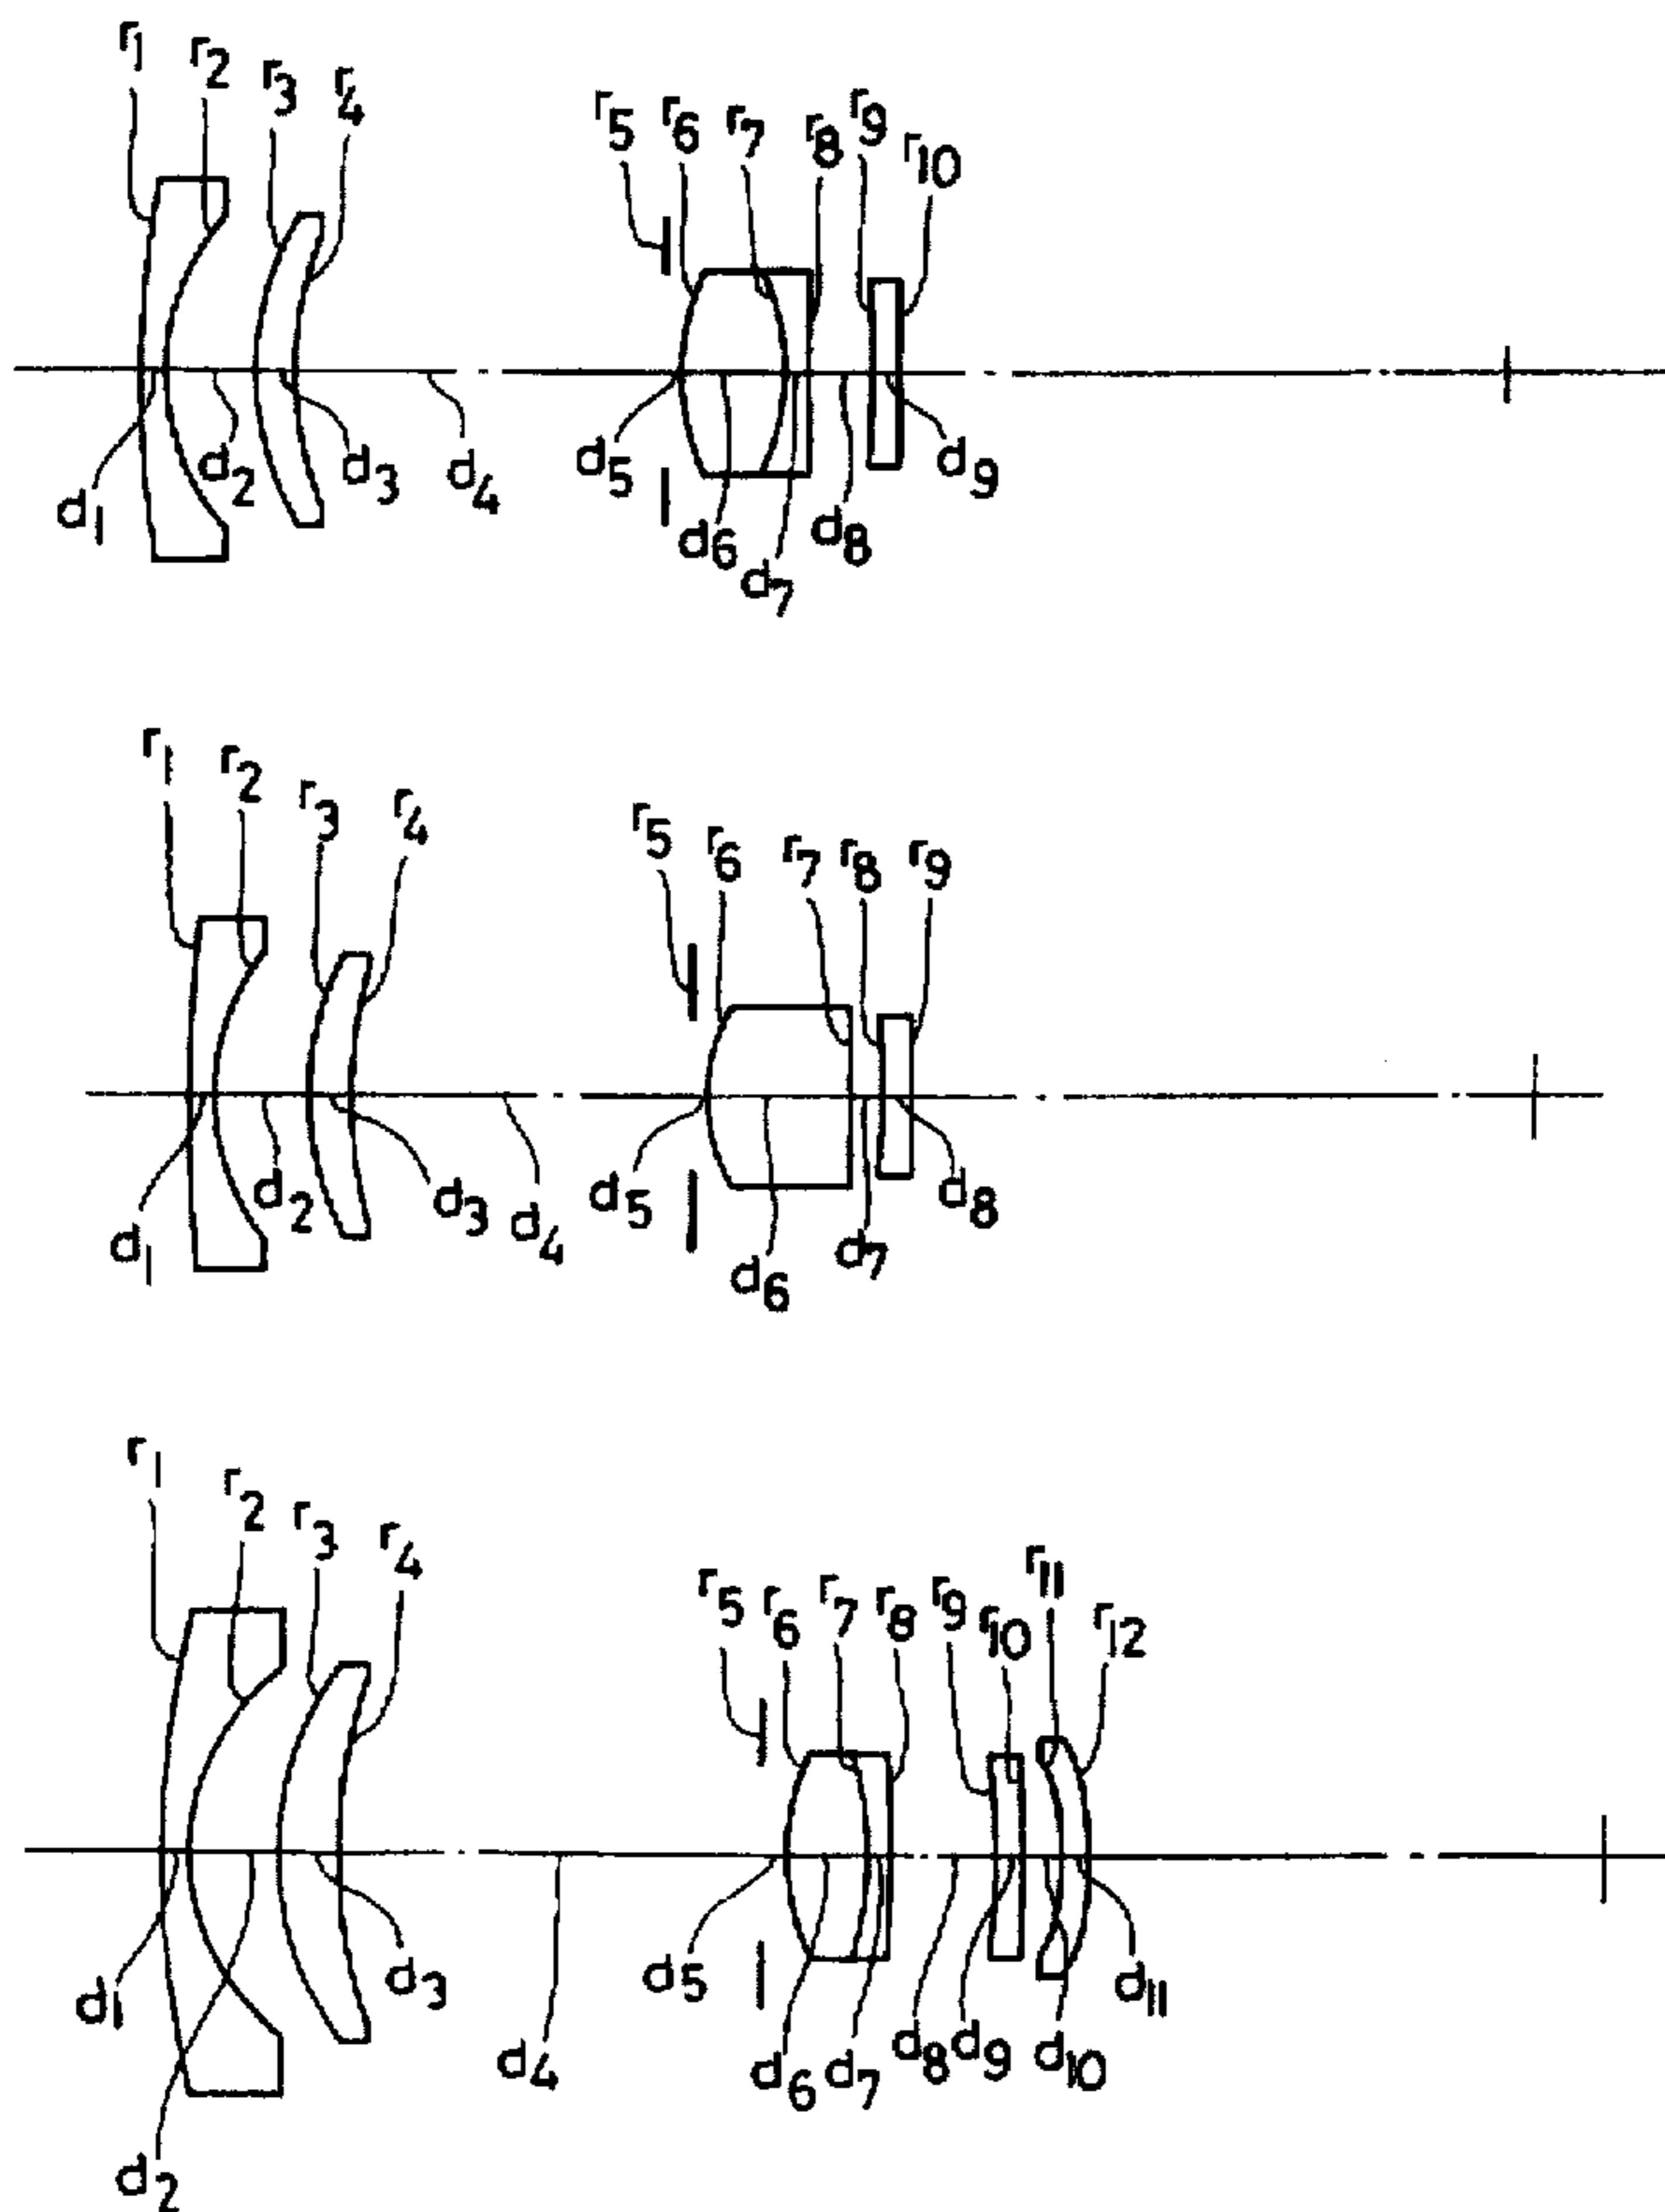 r1 r2 r3 r4 r5 r6 r7 r8 r9 r10
d1 d2 d3 d4 d5 d6 d7 d8 d9
r1 r2 r3 r4 r5 r6 r7 r8 r9
d1 d2 d3 d4 d5 d6 d7 d8
r1 r2 r3 r4 r5 r6 r7 r8 r9 r10 r11 r12
d1 d2 d3 d4 d5 d6 d7 d8 d9 d10 d11